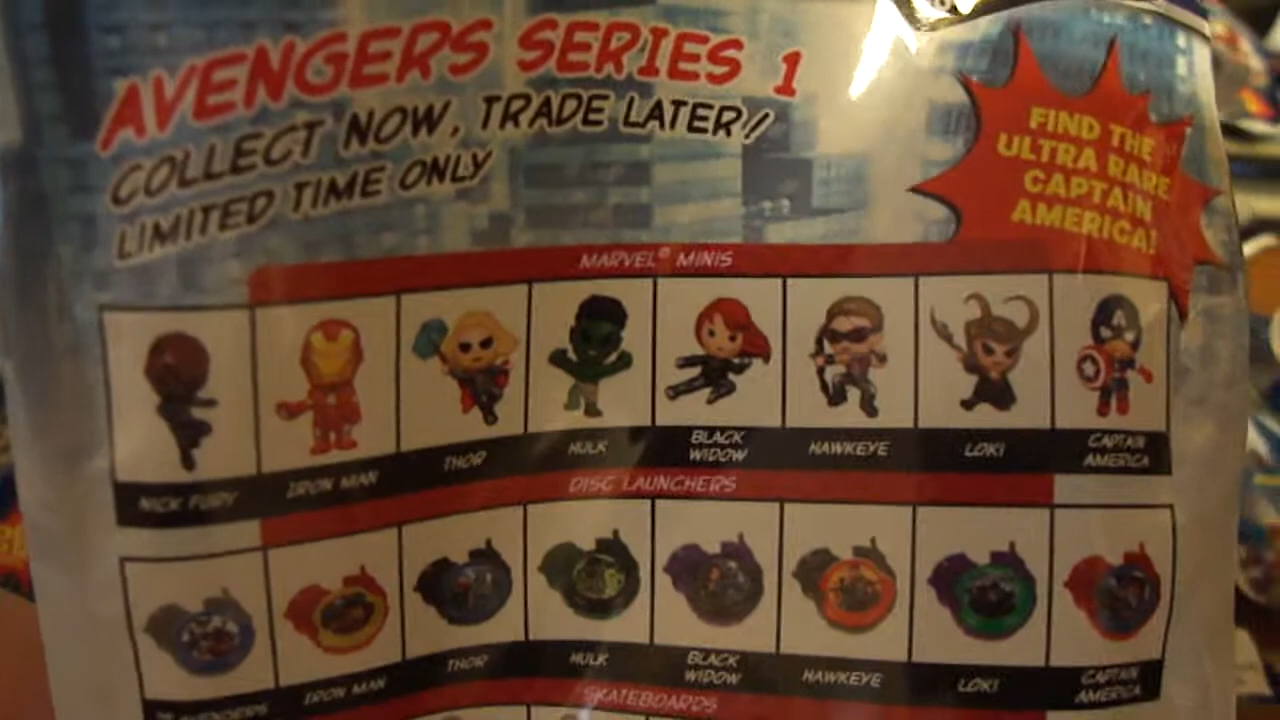 AVENGERS SERIES 1
COLLECT NOW, TRADE LATER!
LIMITED TIME ONLY
FIND THE
ULTRA RARE
CAPTAIN
AMERICA!
MARVEL® MINIS
NICK FURY
IRON MAN
THOR
HULK
BLACK
WIDOW
HAWKEYE
LOKI
CAPTAIN
AMERICA
DISC LAUNCHERS
AVENGERS
IRON MAN
THOR
HULK
BLACK
WIDOW
HAWKEYE
LOKI
CAPTAIN
AMERICA
SKATEBOARDS